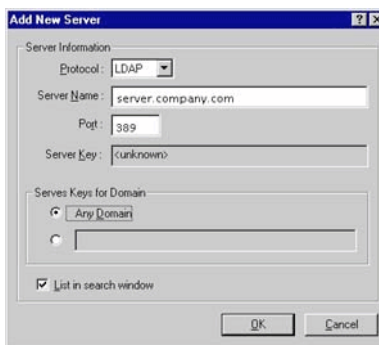 Add New Server
Server Information
Protocol : LDAP
Server Name : server.company.com
Port : 389
Server Key : <unknown>
Serves Keys for Domain
Any Domain
List in search window
OK Cancel